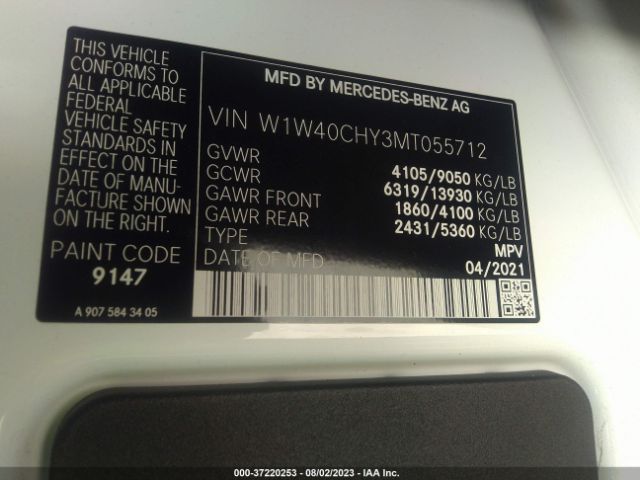 THIS VEHICLE
CONFORMS TO
ALL APPLICABLE
FEDERAL
VEHICLE SAFETY
STANDARDS IN
EFFECT ON THE
DATE OF MANU-
FACTURE SHOWN
ON THE RIGHT.
PAINT CODE
9147
A 907 584 34 05
MFD BY MERCEDES-BENZ AG
VIN W1W40CHY3MT055712
GVWR 4105/9050 KG/LB
GCWR 6319/13930 KG/LB
GAWR FRONT 1860/4100 KG/LB
GAWR REAR 2431/5360 KG/LB
TYPE MPV
DATE OF MFD 04/2021
000-37220253 - 08/02/2023 - IAA Inc.